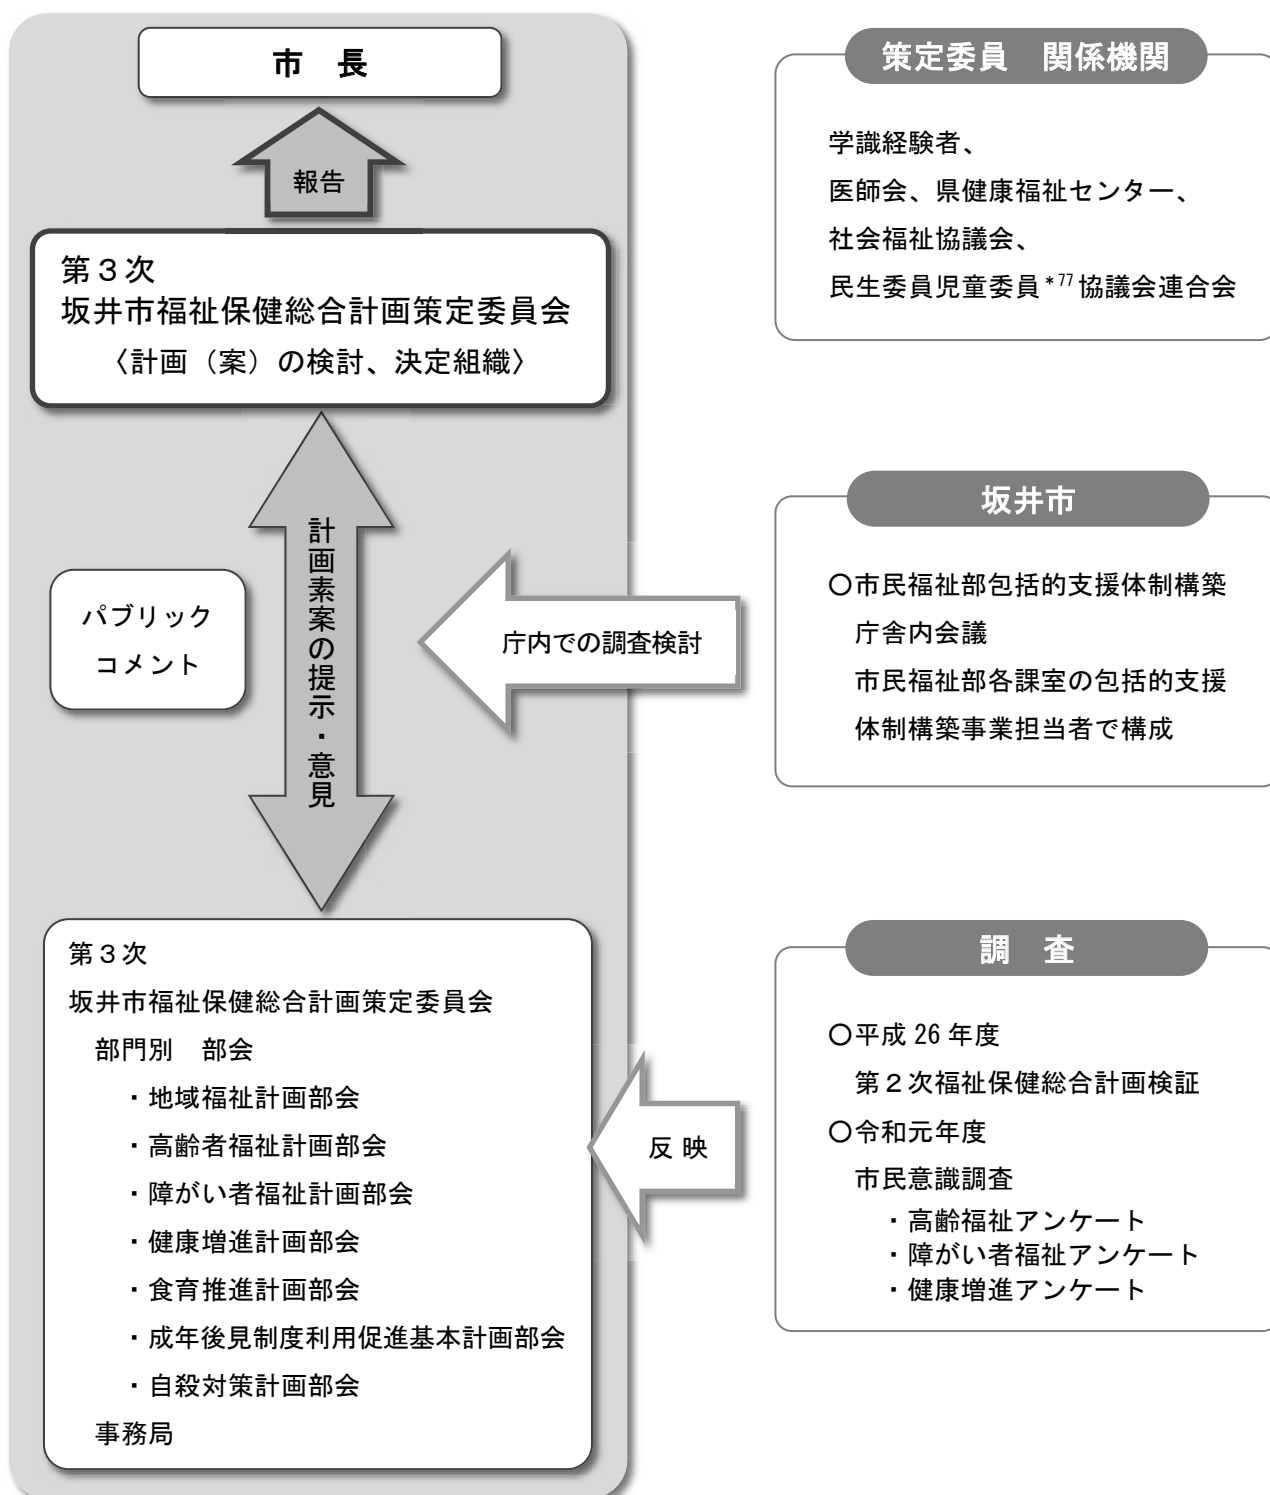 市　長
報告
第３次
坂井市福祉保健総合計画策定委員会
〈計画（案）の検討、決定組織〉
計画素案の提示・意見
パブリック
コメント
庁内での調査検討
第３次
坂井市福祉保健総合計画策定委員会
部門別　部会
・地域福祉計画部会
・高齢者福祉計画部会
・障がい者福祉計画部会
・健康増進計画部会
・食育推進計画部会
・成年後見制度利用促進基本計画部会
・自殺対策計画部会
事務局
反 映
策定委員　関係機関
学識経験者、
医師会、県健康福祉センター、
社会福祉協議会、
民生委員児童委員*77協議会連合会
坂井市
〇市民福祉部包括的支援体制構築
庁舎内会議
市民福祉部各課室の包括的支援
体制構築事業担当者で構成
調　査
〇平成 26 年度
第２次福祉保健総合計画検証
〇令和元年度
市民意識調査
・高齢福祉アンケート
・障がい者福祉アンケート
・健康増進アンケート